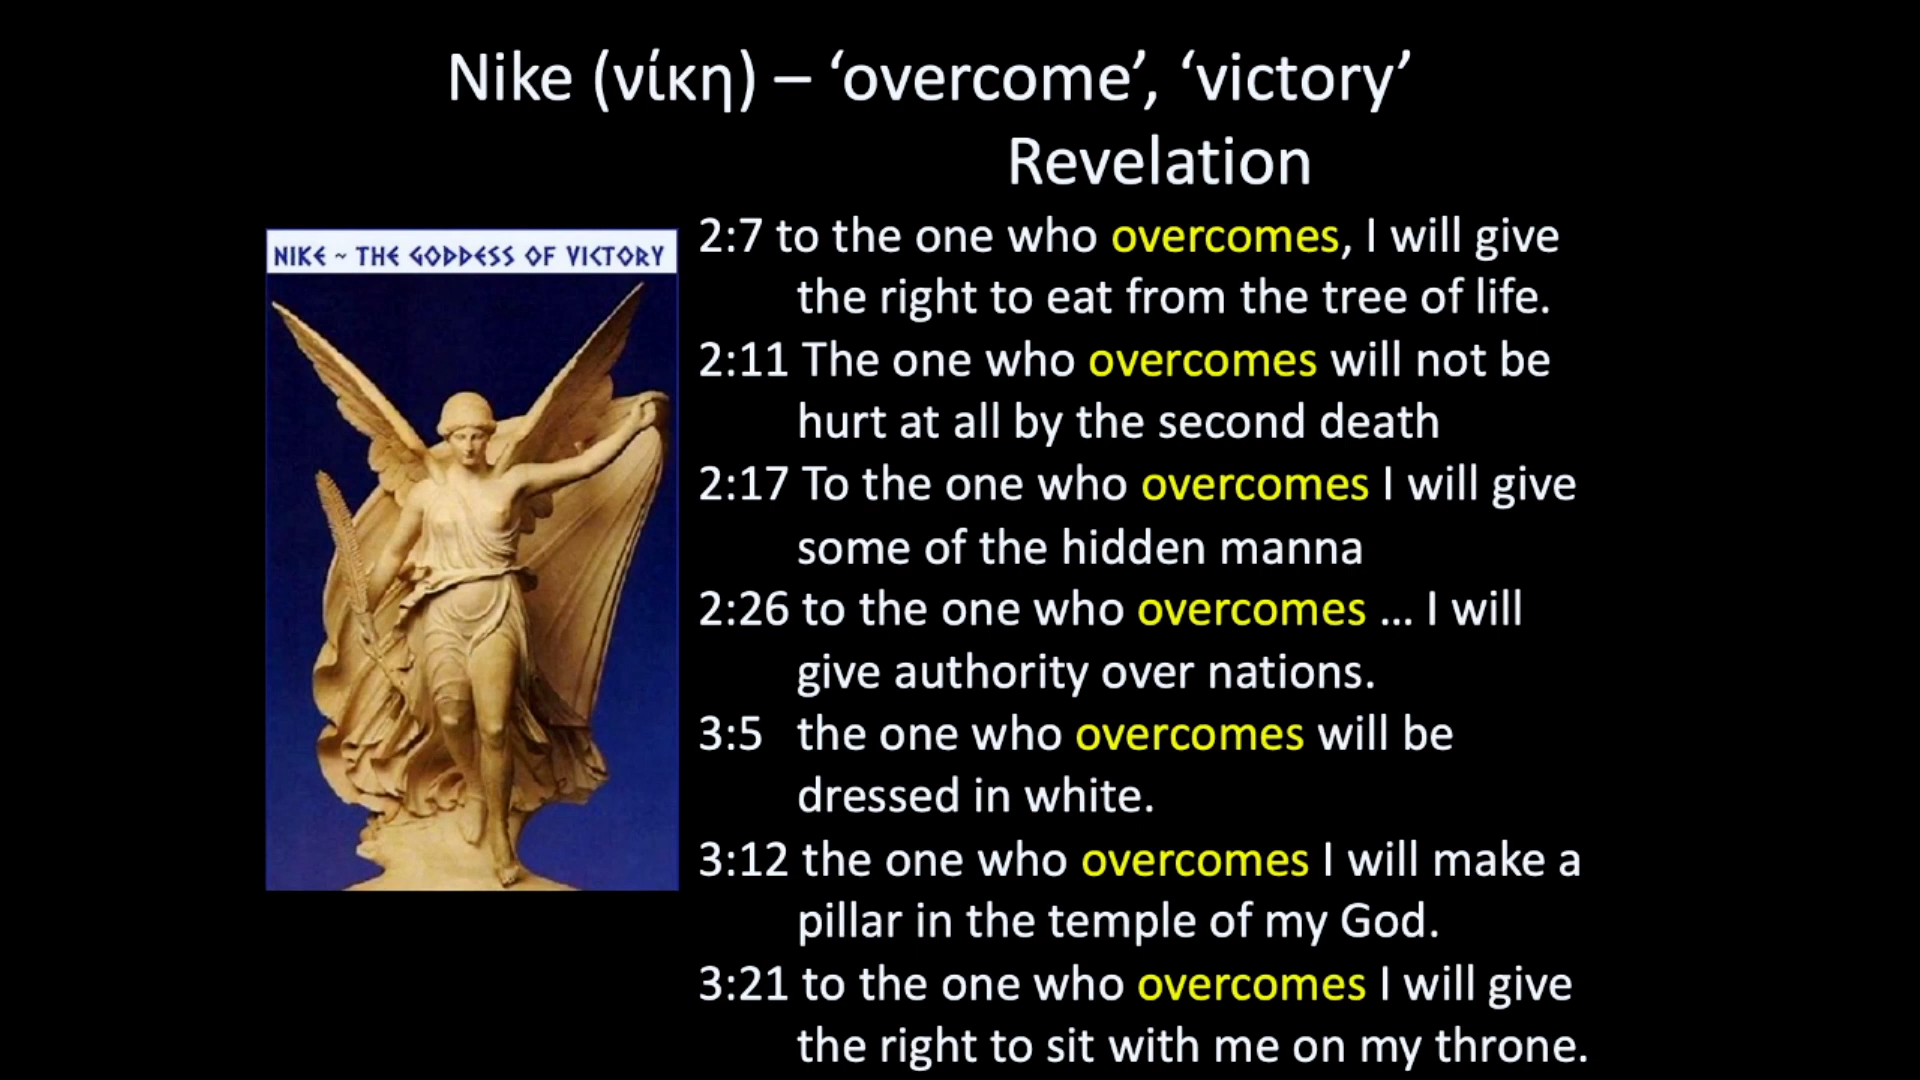 Nike (νίκη) – ‘overcome’, ‘victory’
Revelation
NIKE ~ THE GODDESS OF VICTORY
2:7 to the one who overcomes, I will give
the right to eat from the tree of life.
2:11 The one who overcomes will not be
hurt at all by the second death
2:17 To the one who overcomes I will give
some of the hidden manna
2:26 to the one who overcomes ... I will
give authority over nations.
3:5 the one who overcomes will be
dressed in white.
3:12 the one who overcomes I will make a
pillar in the temple of my God.
3:21 to the one who overcomes I will give
the right to sit with me on my throne.